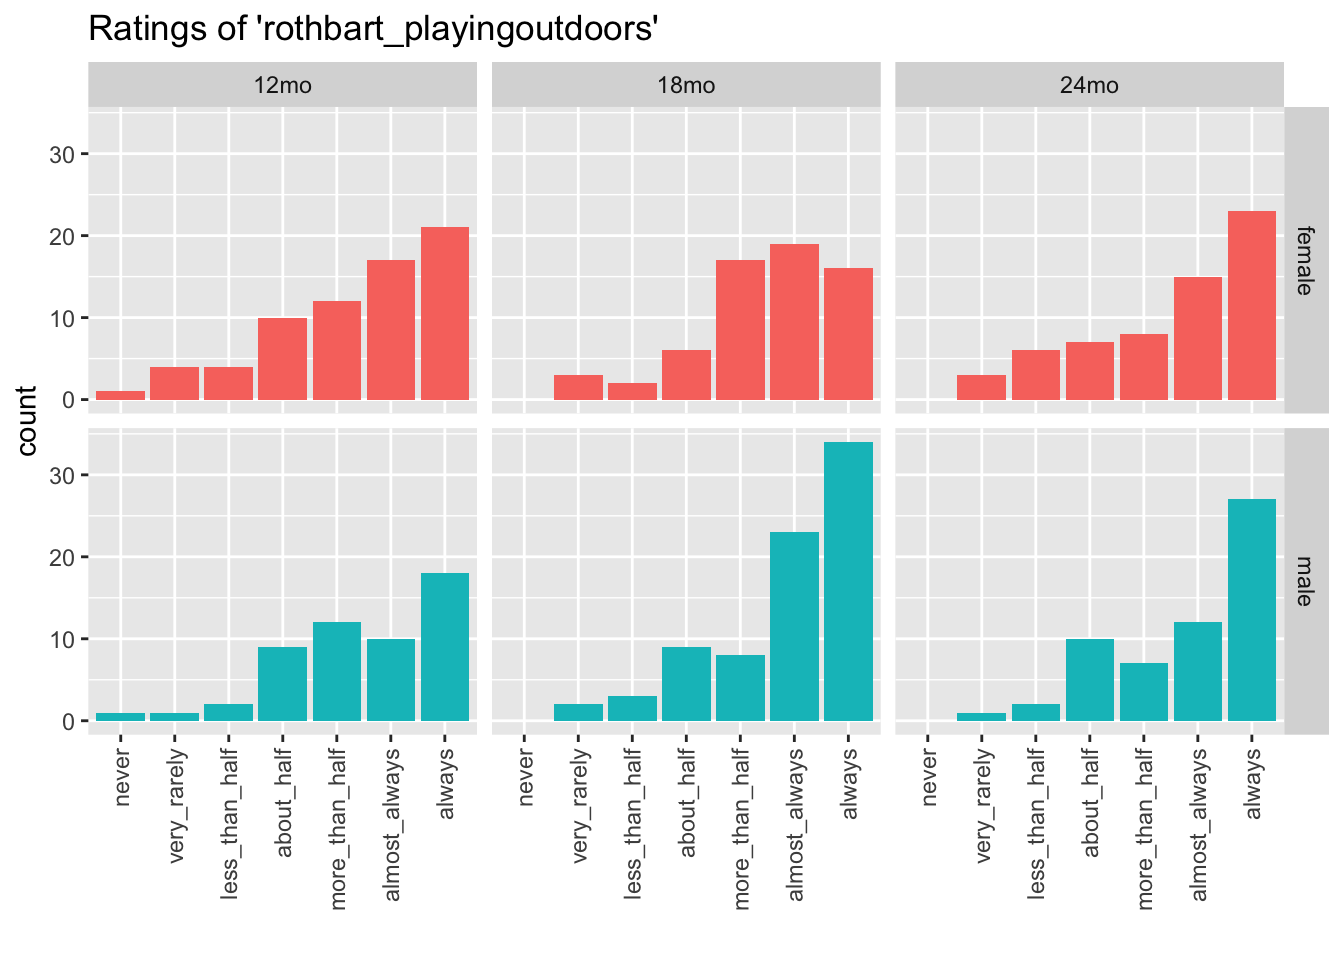 Ratings of 'rothbart_playingoutdoors'
12mo 18mo 24mo
count
30
20
10
0
female
30
20
10
0
male
never very_rarely less_than_half about_half more_than_half almost_always always never very_rarely less_than_half about_half more_than_half almost_always always never very_rarely less_than_half about_half more_than_half almost_always always